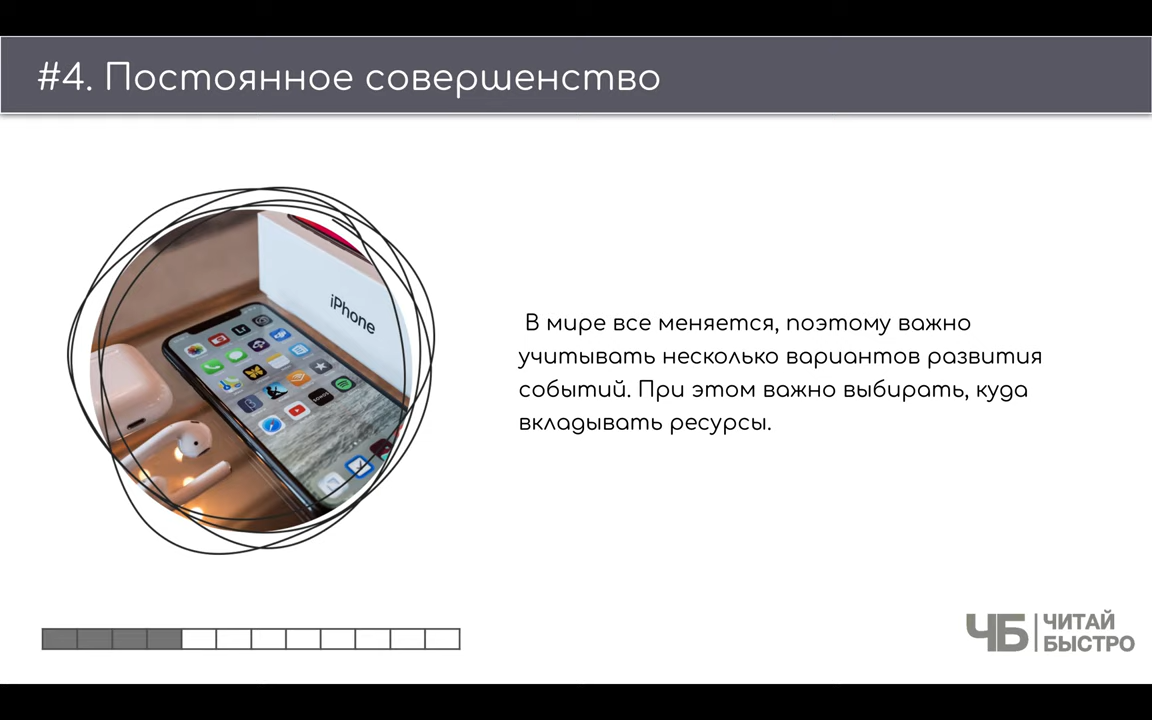 #4. Постоянное совершенство
iPhone
В мире все меняется, поэтому важно
учитывать несколько вариантов развития
событий. При этом важно выбирать, куда
вкладывать ресурсы.
ЧБ
ЧИТАЙ
БЫСТРО